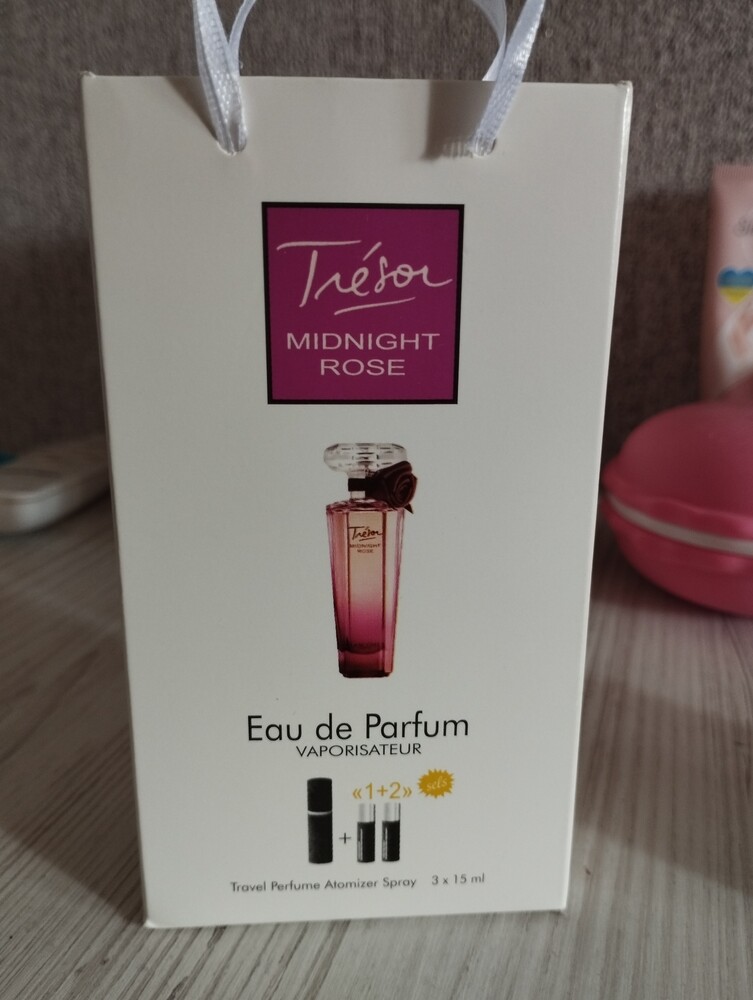 Trésor
MIDNIGHT
ROSE
Trésor
MIDNIGHT
ROSE
Eau de Parfum
VAPORISATEUR
«1+2» sets
+
Travel Perfume Atomizer Spray 3 x 15 ml